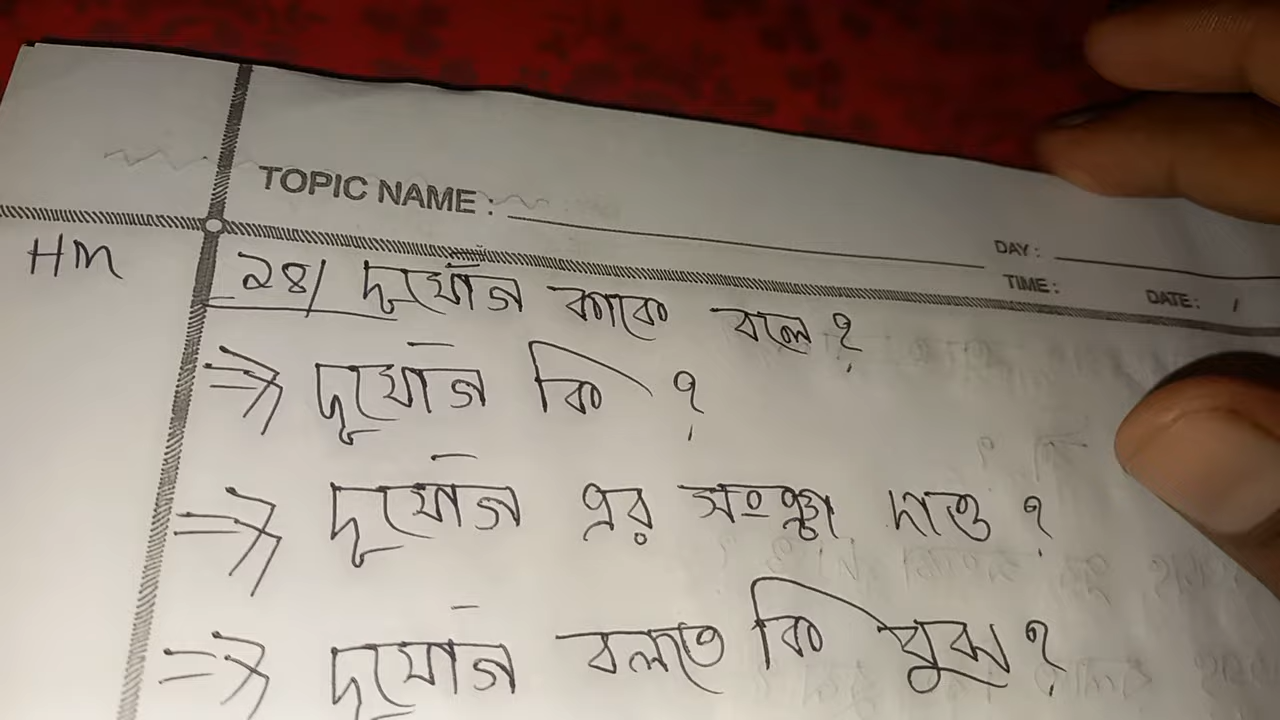 TOPIC NAME :
DAY :
TIME :
DATE : /
HM
২৪/ দূর্যোগ কাকে বলে ?
⇒ দূর্যোগ কি ?
⇒ দূর্যোগ এর সংজ্ঞা দাও ?
⇒ দূর্যোগ বলতে কি বুঝ ?